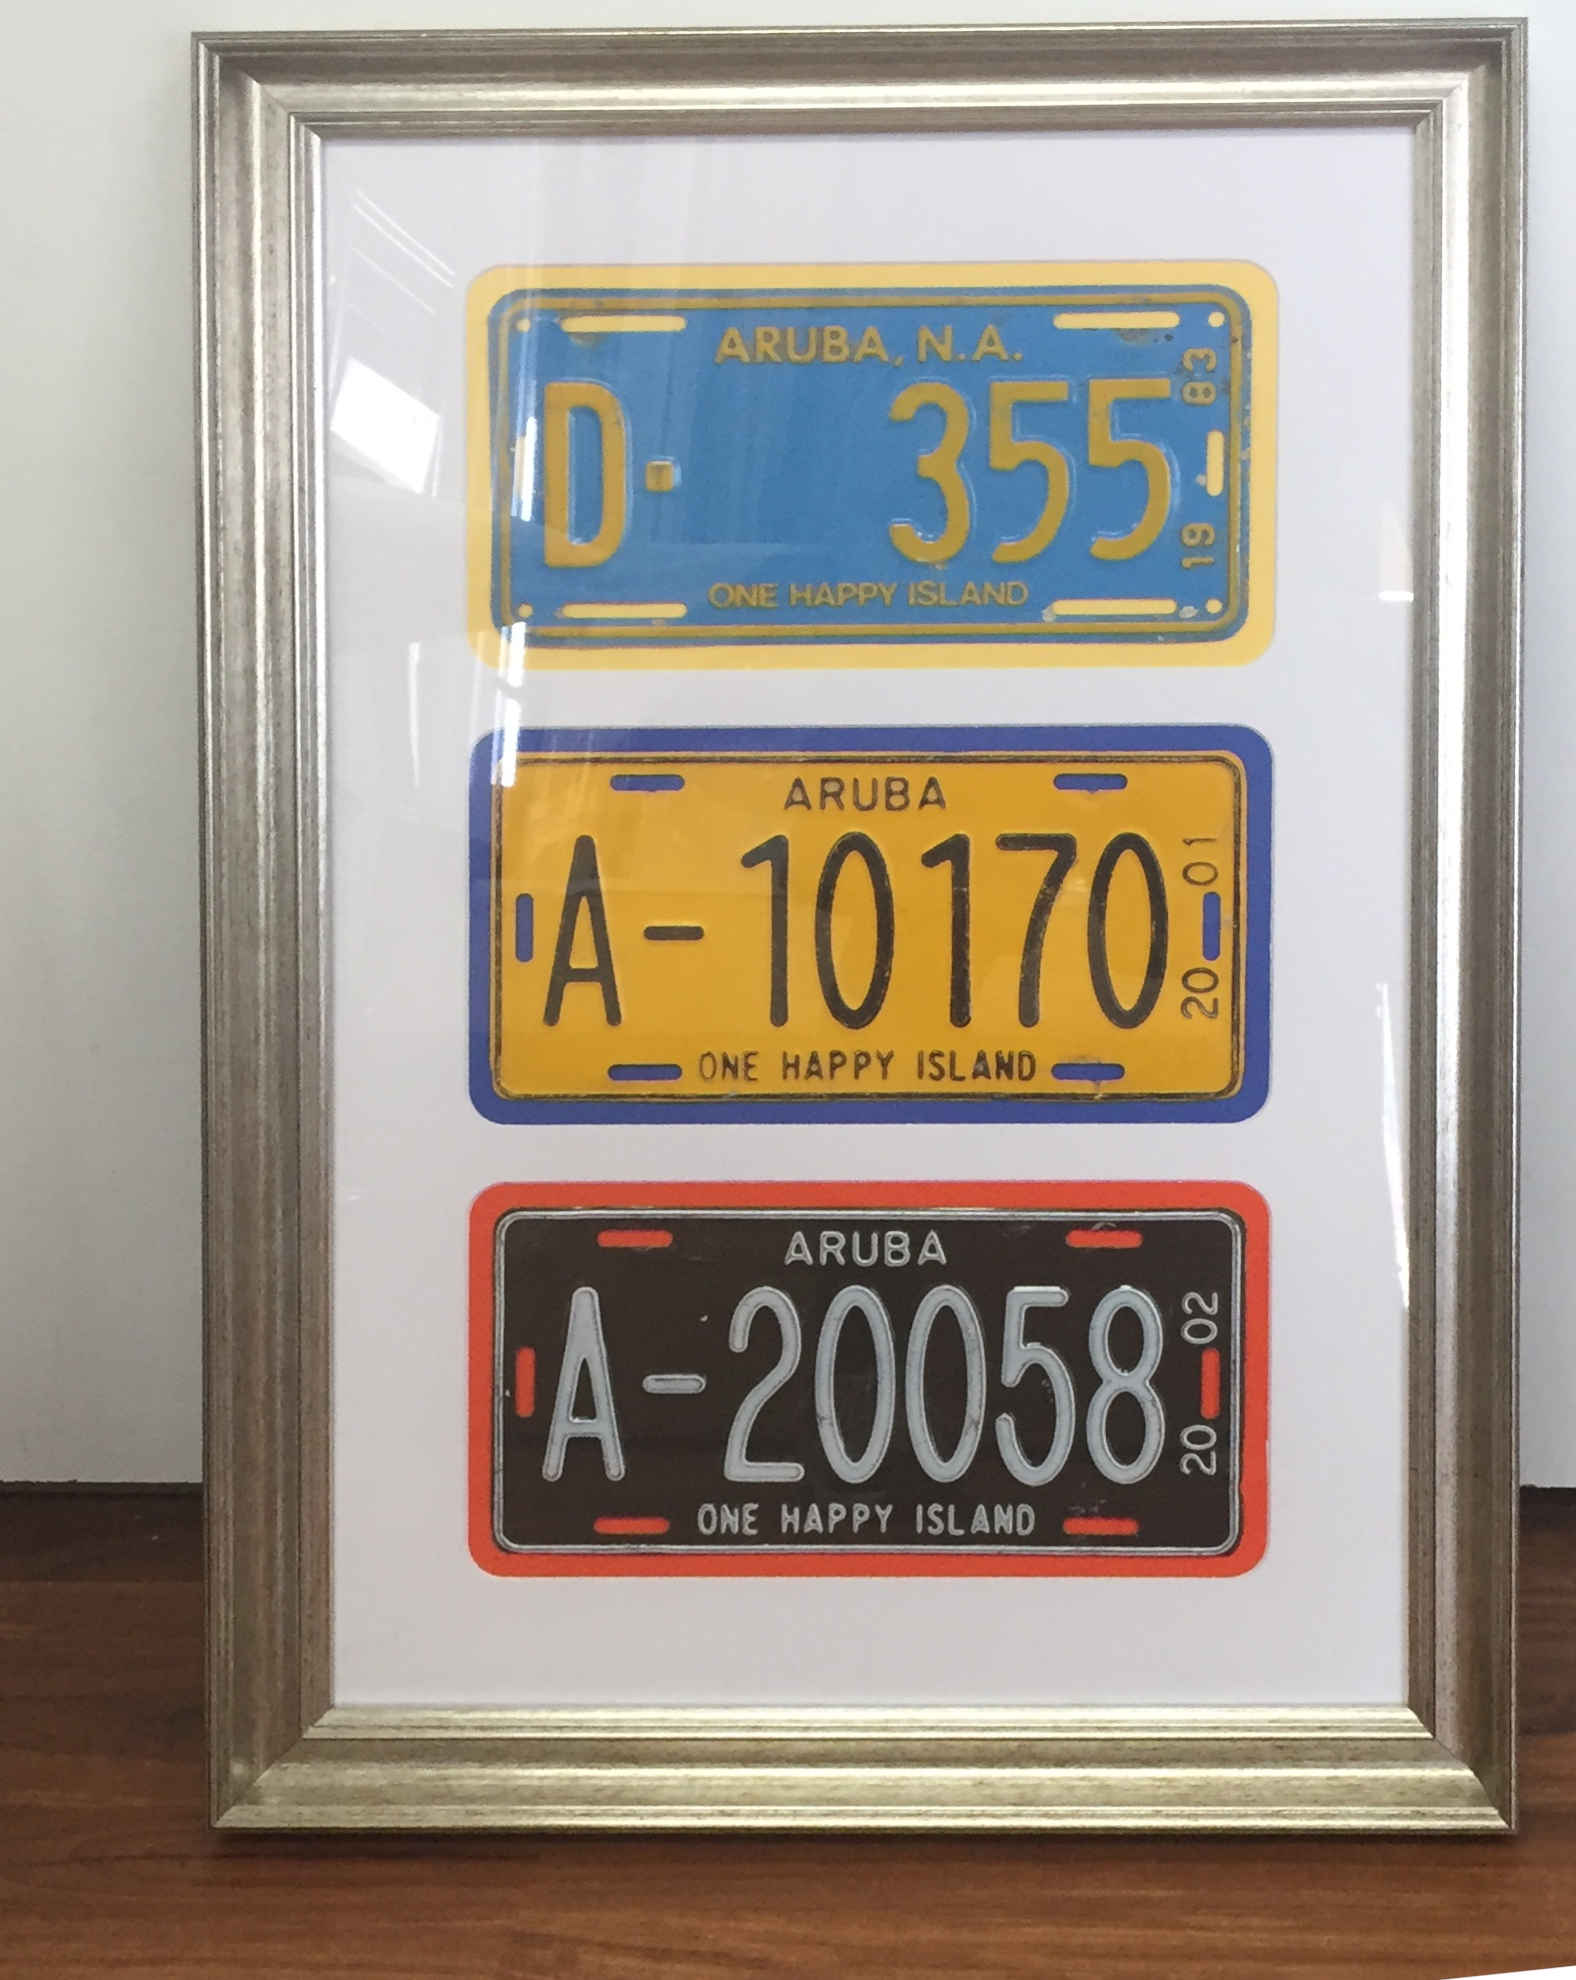 ARUBA, N.A.
D· 355
19 83
ONE HAPPY ISLAND
ARUBA
A-10170
20 01
ONE HAPPY ISLAND
ARUBA
A-20058
20 02
ONE HAPPY ISLAND